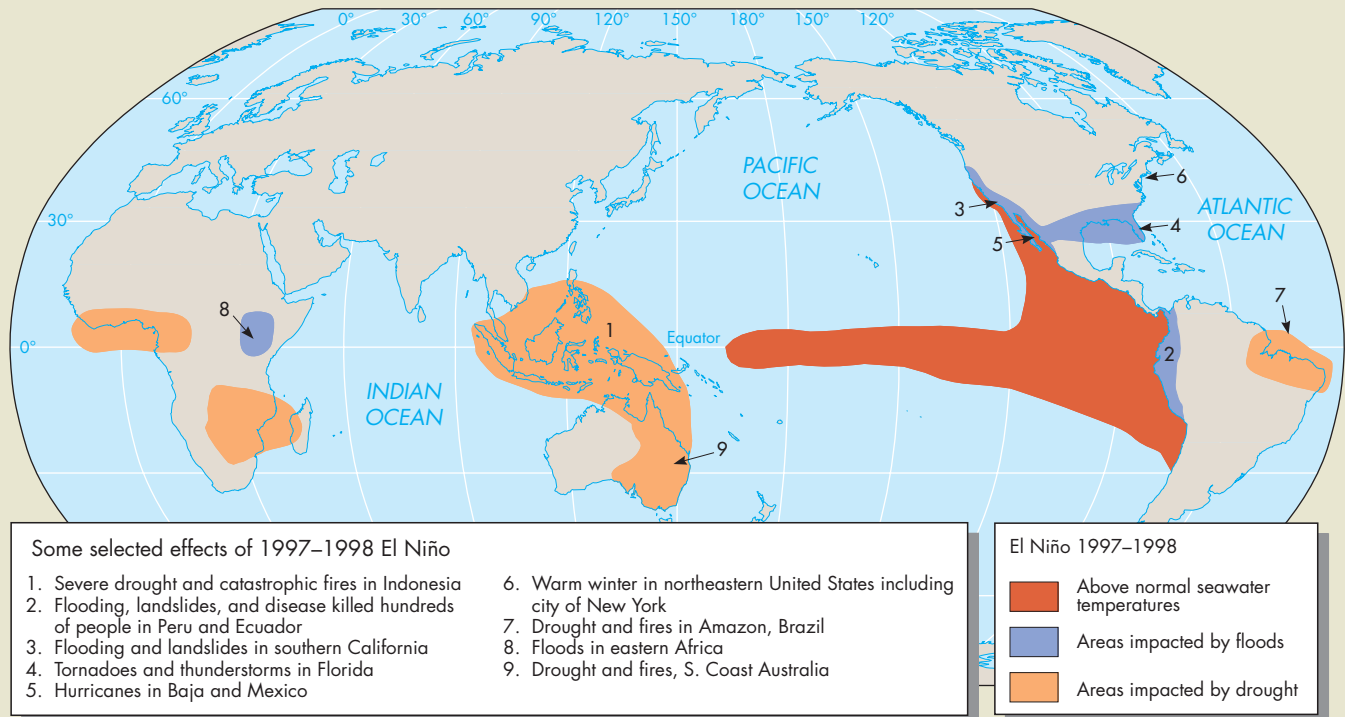 0° 30° 60° 90° 120° 150° 180° 150° 120°
60°
PACIFIC
OCEAN
6
ATLANTIC
OCEAN
3
4
30°
5
8
7
1
Equator
0°
2
INDIAN
OCEAN
9
Some selected effects of 1997–1998 El Niño
1. Severe drought and catastrophic fires in Indonesia
2. Flooding, landslides, and disease killed hundreds
of people in Peru and Ecuador
3. Flooding and landslides in southern California
4. Tornadoes and thunderstorms in Florida
5. Hurricanes in Baja and Mexico
6. Warm winter in northeastern United States including
city of New York
7. Drought and fires in Amazon, Brazil
8. Floods in eastern Africa
9. Drought and fires, S. Coast Australia
El Niño 1997–1998
Above normal seawater
temperatures
Areas impacted by floods
Areas impacted by drought